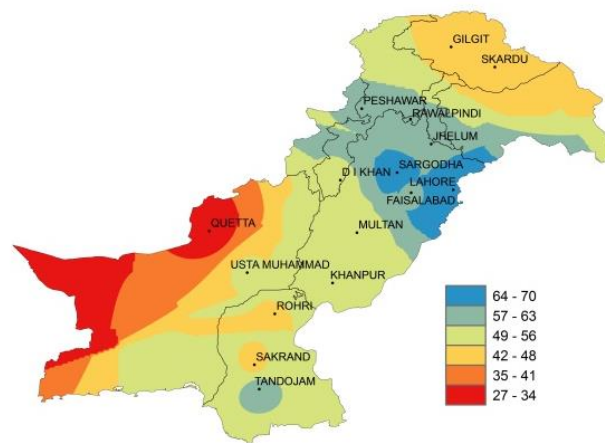 GILGIT
SKARDU
PESHAWAR
RAWALPINDI
JHELUM
SARGODHA
D I KHAN
LAHORE
FAISALABAD
QUETTA
MULTAN
USTA MUHAMMAD
KHANPUR
ROHRI
SAKRAND
TANDOJAM
64 - 70
57 - 63
49 - 56
42 - 48
35 - 41
27 - 34